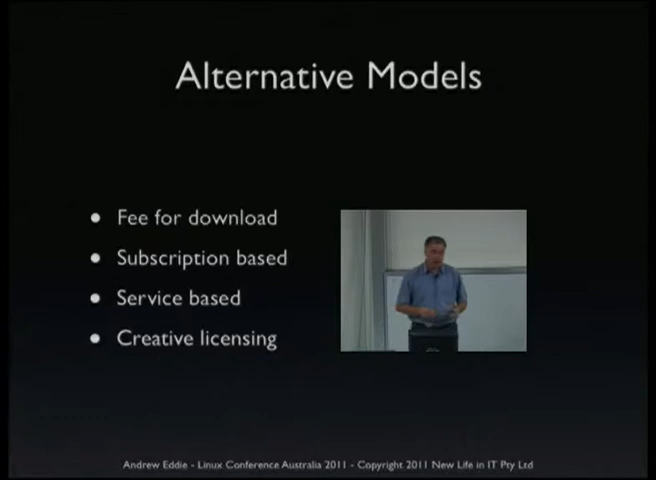 Alternative Models
Fee for download
Subscription based
Service based
Creative licensing
Andrew Eddie - Linux Conference Australia 2011 - Copyright 2011 New Life in IT Pty Ltd